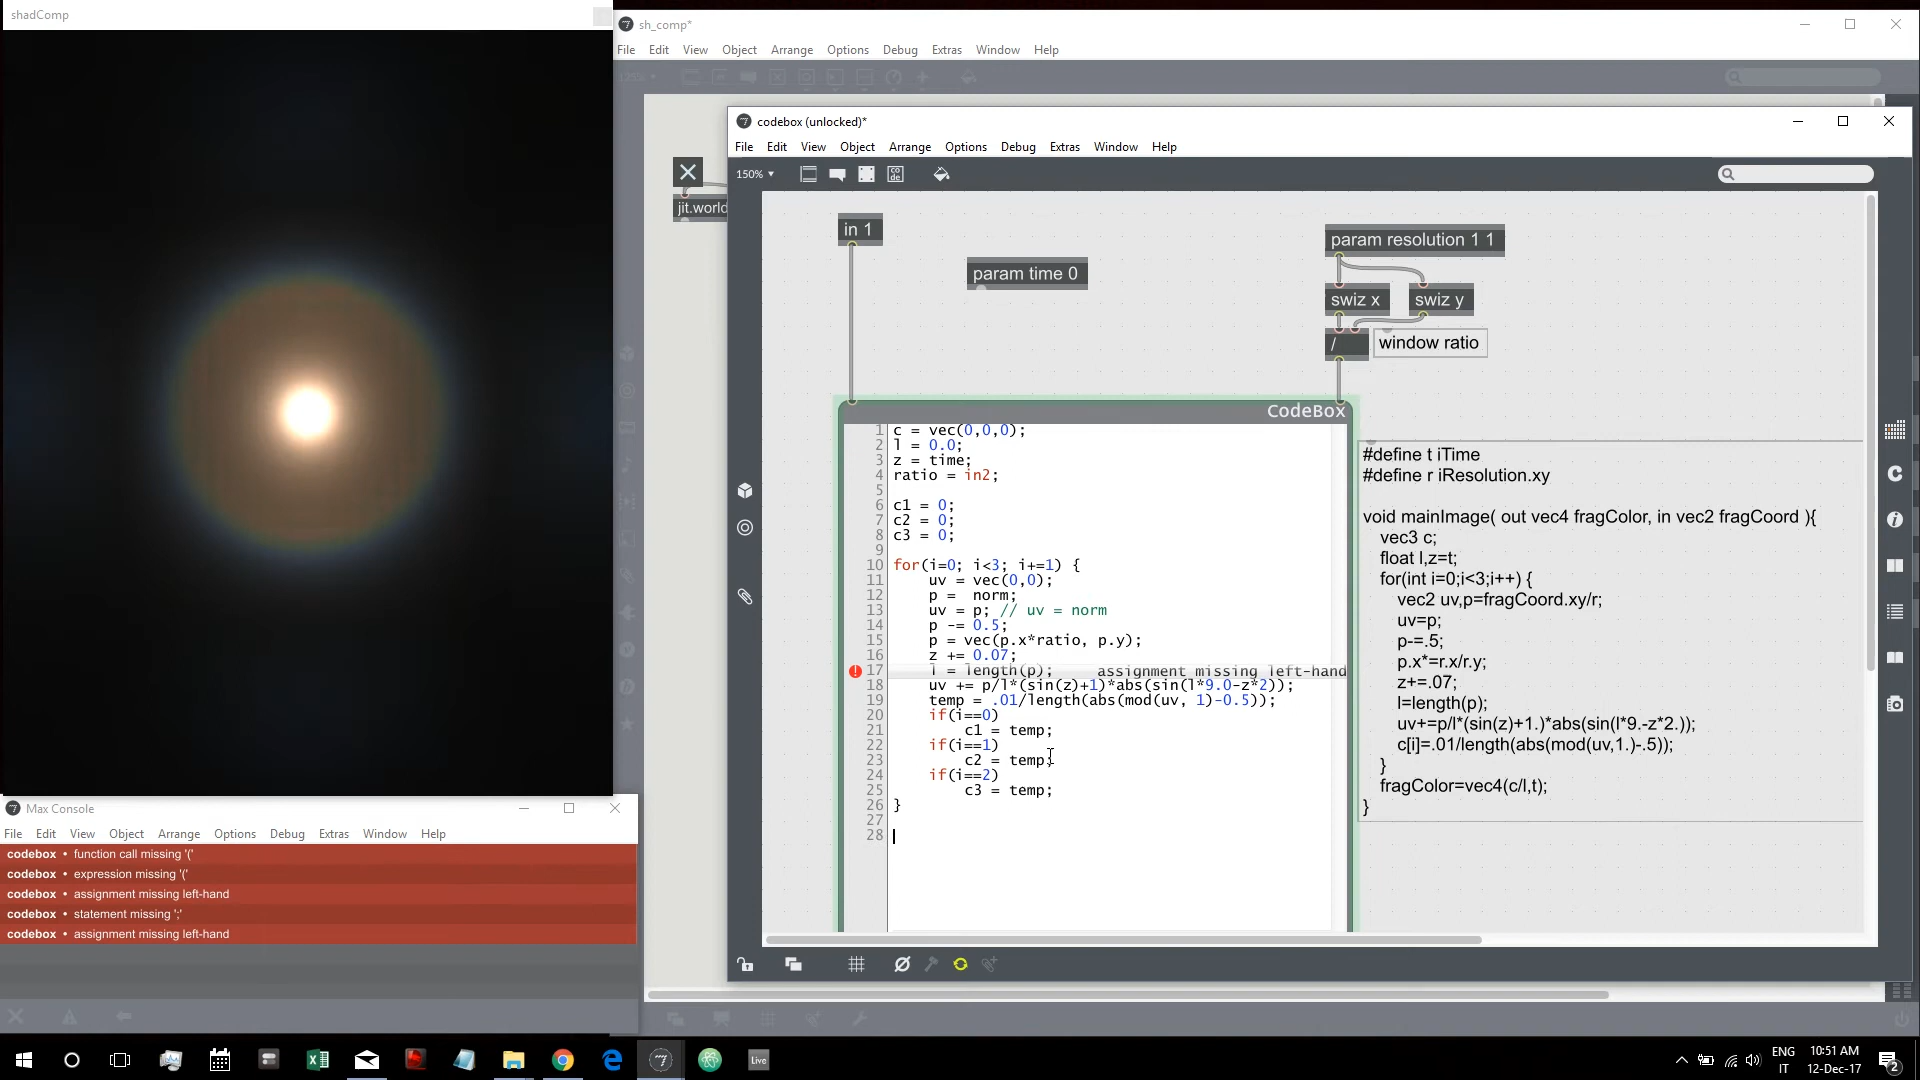 shadComp
sh_comp*
File Edit View Object Arrange Options Debug Extras Window Help
codebox (unlocked)*
File Edit View Object Arrange Options Debug Extras Window Help
150%
jit.world
in 1
param time 0
param resolution 1 1
swiz x
swiz y
/
window ratio
CodeBox
1 c = vec(0,0,0);
2 l = 0.0;
3 z = time;
4 ratio = in2;
5
6 c1 = 0;
7 c2 = 0;
8 c3 = 0;
9
10 for(i=0; i<3; i+=1) {
11 uv = vec(0,0);
12 p =  norm;
13 uv = p; // uv = norm
14 p -= 0.5;
15 p = vec(p.x*ratio, p.y);
16 z += 0.07;
17 l = length(p); assignment missing left-hand
18 uv += p/l*(sin(z)+1)*abs(sin(l*9.0-z*2));
19 temp = .01/length(abs(mod(uv, 1)-0.5));
20 if(i==0)
21 c1 = temp;
22 if(i==1)
23 c2 = temp;
24 if(i==2)
25 c3 = temp;
26 }
27
28
#define t iTime
#define r iResolution.xy
void mainImage( out vec4 fragColor, in vec2 fragCoord ){
vec3 c;
float l,z=t;
for(int i=0;i<3;i++) {
vec2 uv,p=fragCoord.xy/r;
uv=p;
p-=.5;
p.x*=r.x/r.y;
z+=.07;
l=length(p);
uv+=p/l*(sin(z)+1.)*abs(sin(l*9.-z*2.));
c[i]=.01/length(abs(mod(uv,1.)-.5));
}
fragColor=vec4(c/l,t);
}
Max Console
File Edit View Object Arrange Options Debug Extras Window Help
codebox • function call missing '('
codebox • expression missing '('
codebox • assignment missing left-hand
codebox • statement missing ';'
codebox • assignment missing left-hand
Live
ENG
IT
10:51 AM
12-Dec-17
2